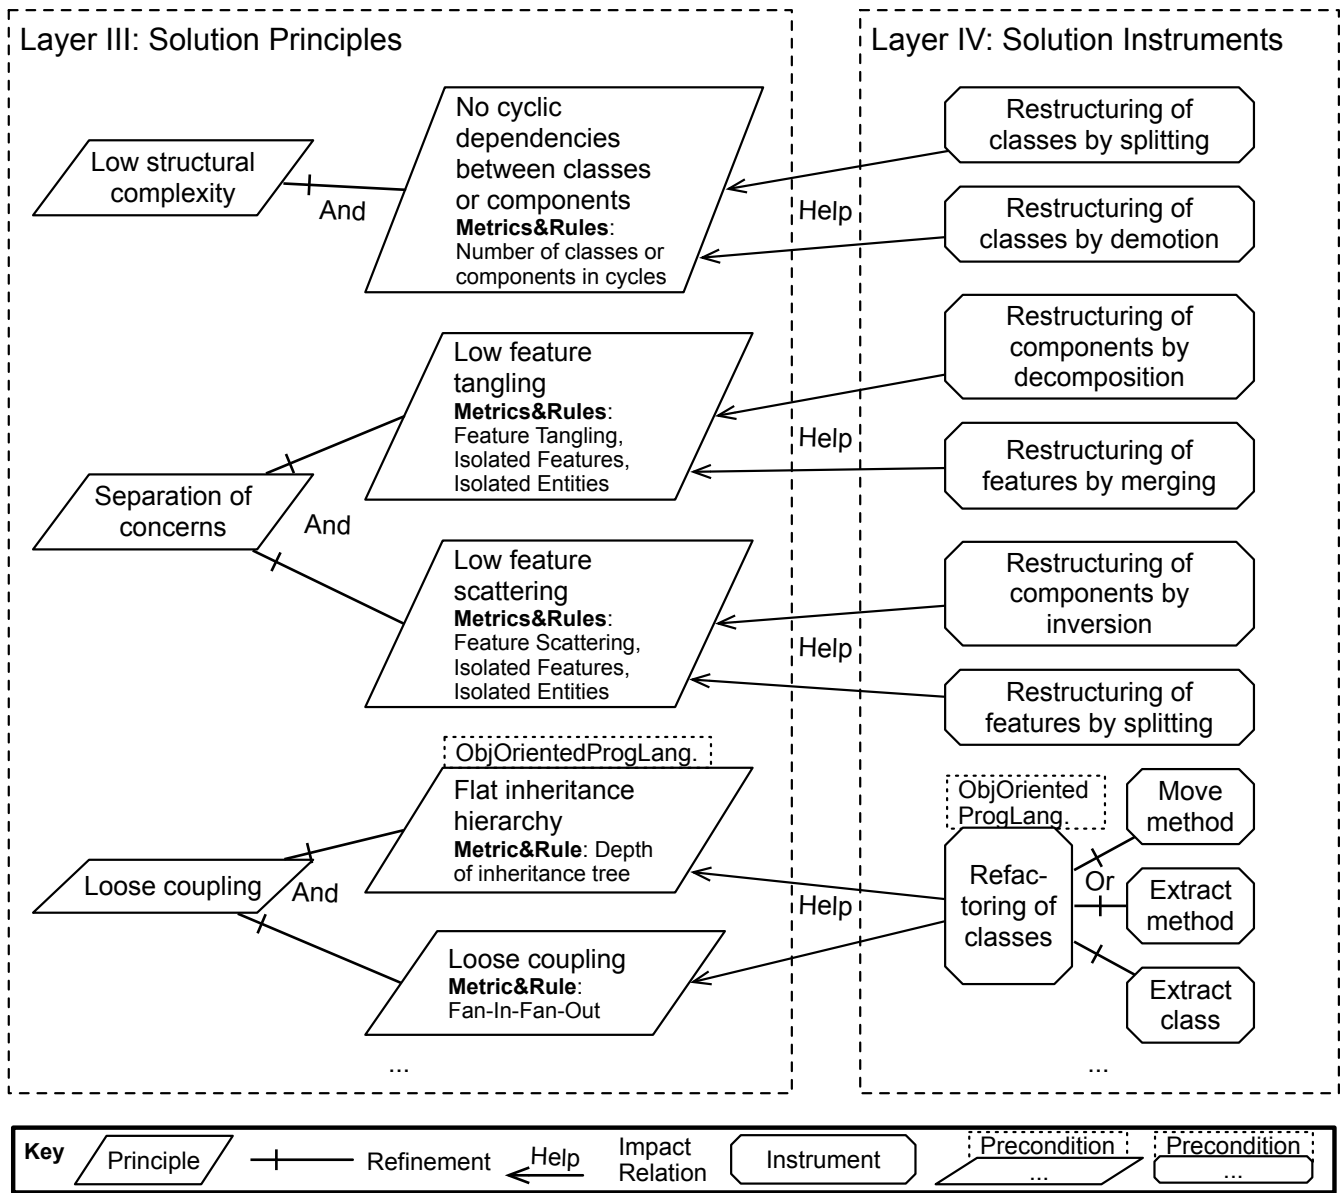 Layer III: Solution Principles
Low structural
complexity
And
No cyclic
dependencies
between classes
or components
Metrics&Rules:
Number of classes or
components in cycles
Separation of
concerns
And
Low feature
tangling
Metrics&Rules:
Feature Tangling,
Isolated Features,
Isolated Entities
Low feature
scattering
Metrics&Rules:
Feature Scattering,
Isolated Features,
Isolated Entities
Loose coupling
And
ObjOrientedProgLang.
Flat inheritance
hierarchy
Metric&Rule: Depth
of inheritance tree
Loose coupling
Metric&Rule:
Fan-In-Fan-Out
...
Help
Help
Help
Help
Layer IV: Solution Instruments
Restructuring of
classes by splitting
Restructuring of
classes by demotion
Restructuring of
components by
decomposition
Restructuring of
features by merging
Restructuring of
components by
inversion
Restructuring of
features by splitting
ObjOriented
ProgLang.
Refac-
toring of
classes
Or
Move
method
Extract
method
Extract
class
...
Key
Principle
Refinement
Help
Impact
Relation
Instrument
Precondition
...
Precondition
...